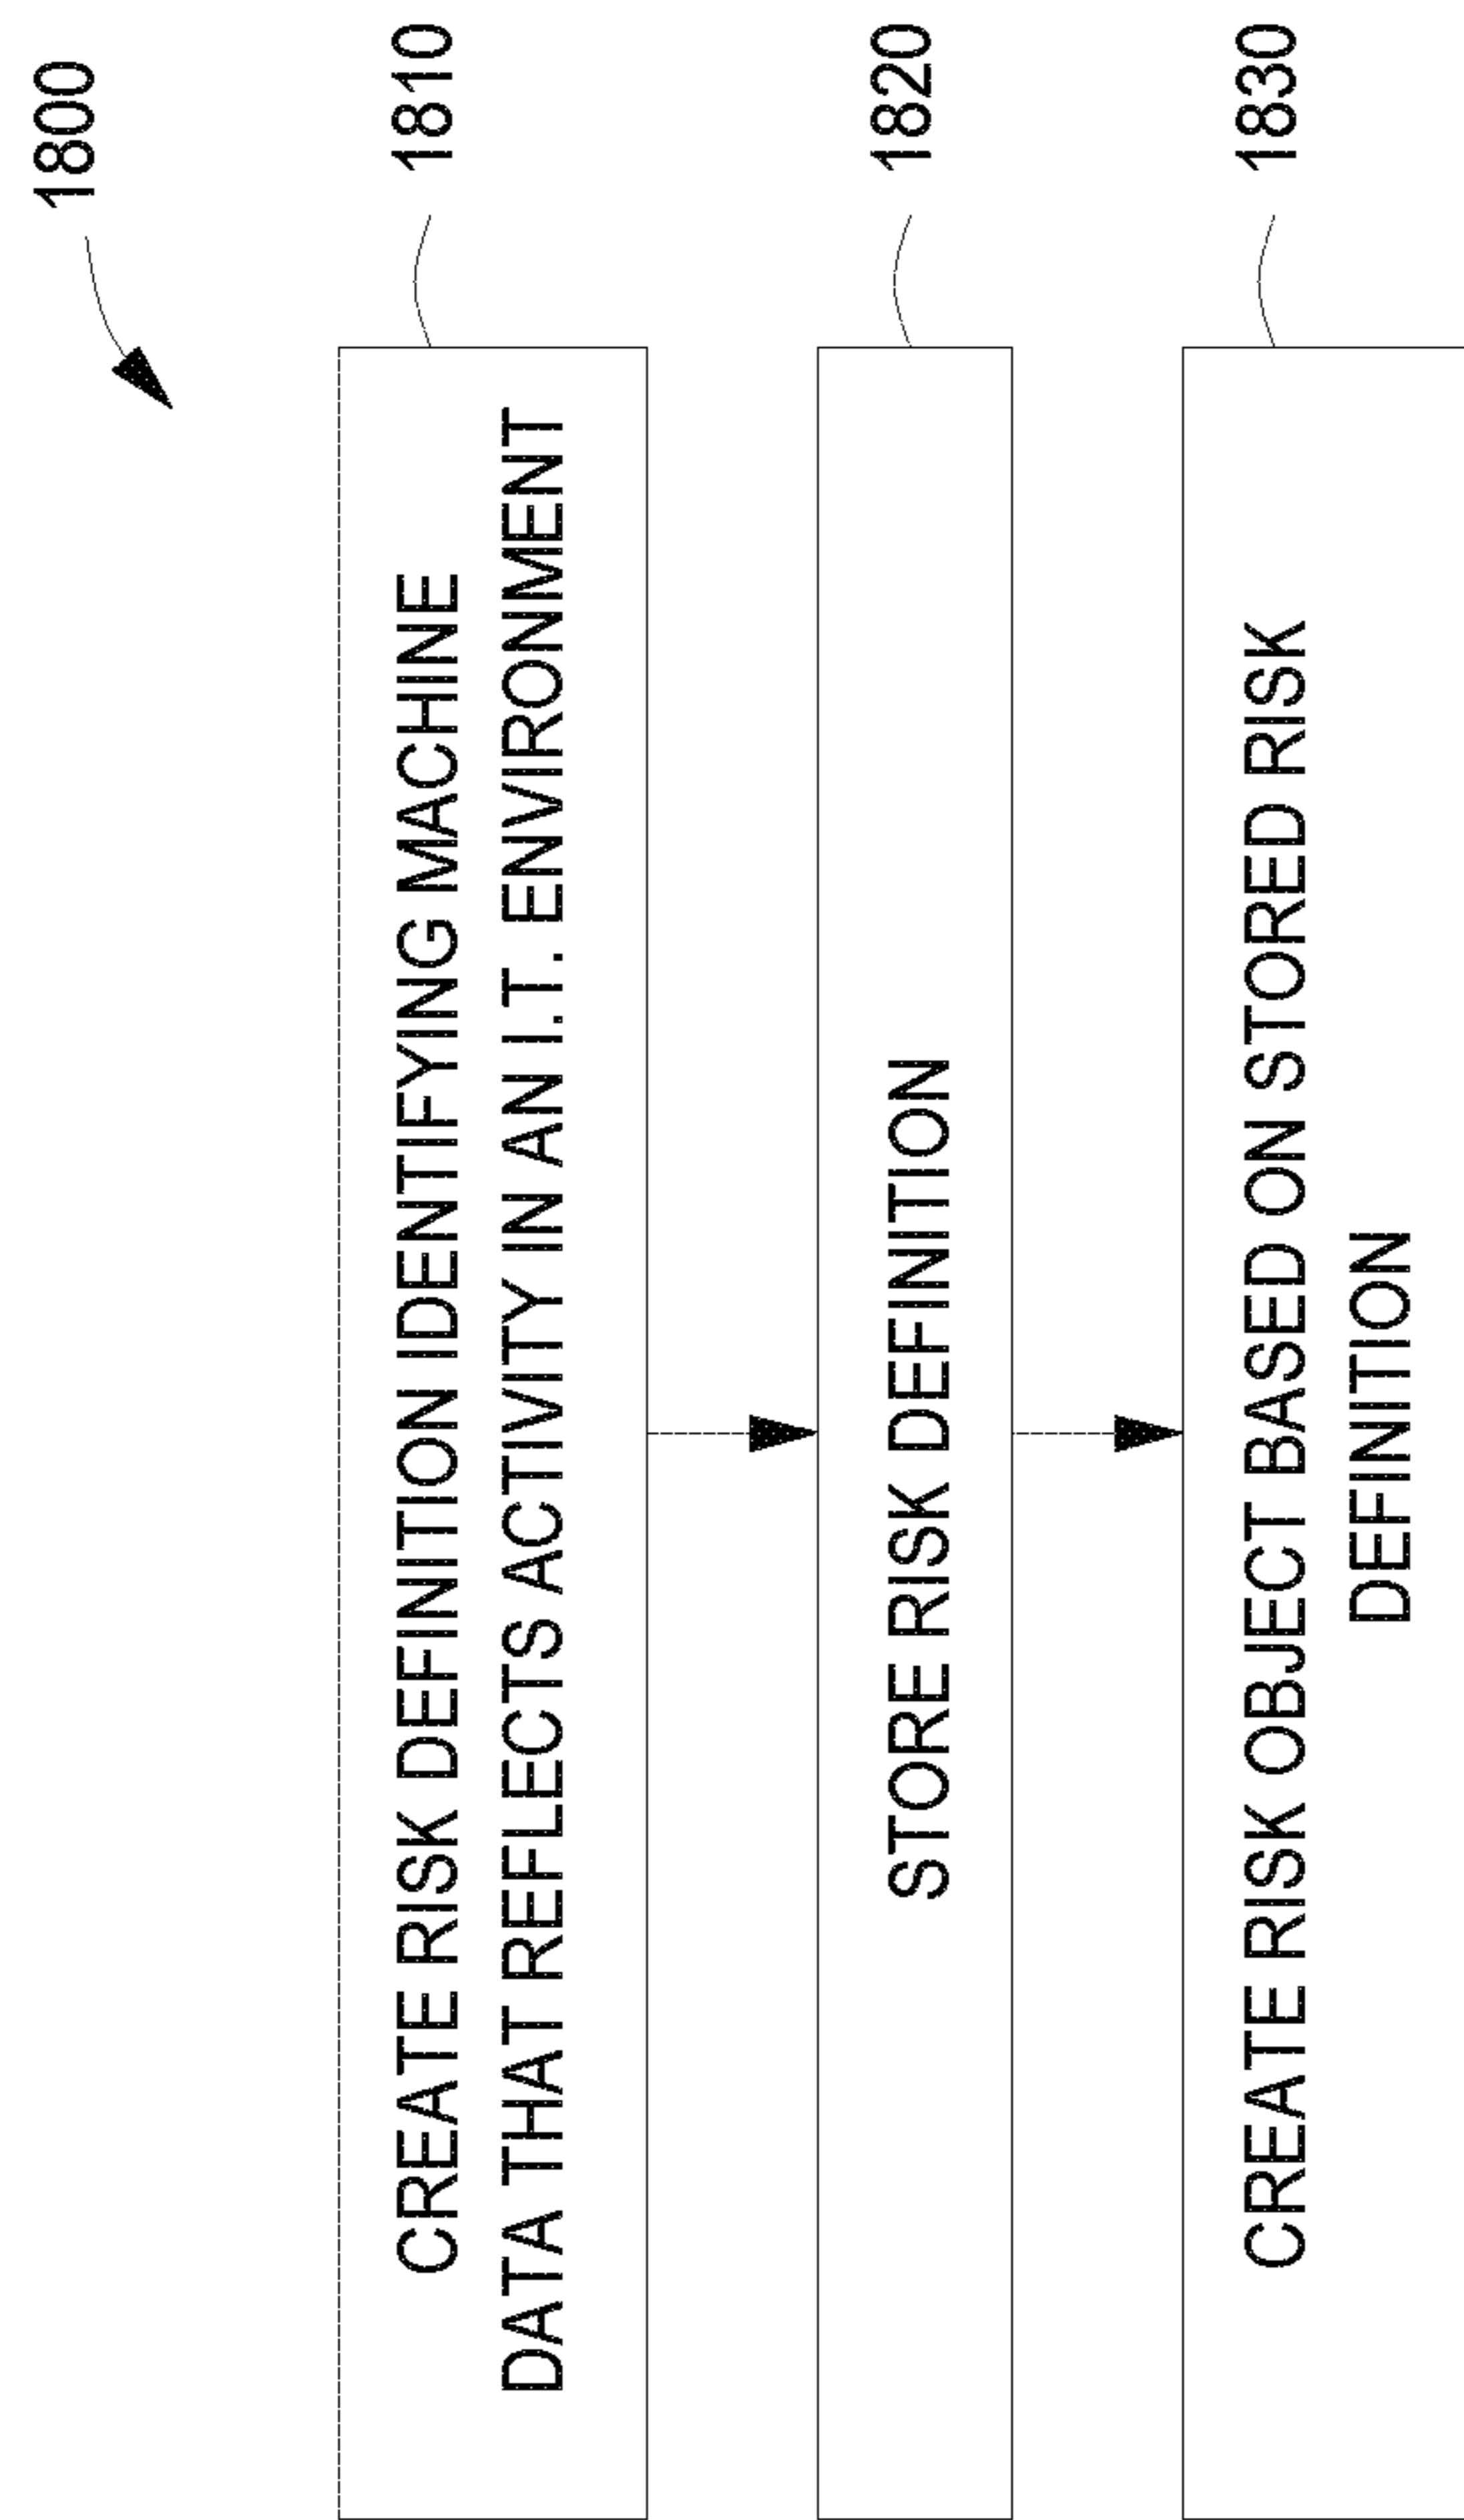 1800
1810
CREATE RISK DEFINITION IDENTIFYING MACHINE
DATA THAT REFLECTS ACTIVITY IN AN I.T. ENVIRONMENT
1820
STORE RISK DEFINITION
1830
CREATE RISK OBJECT BASED ON STORED RISK
DEFINITION